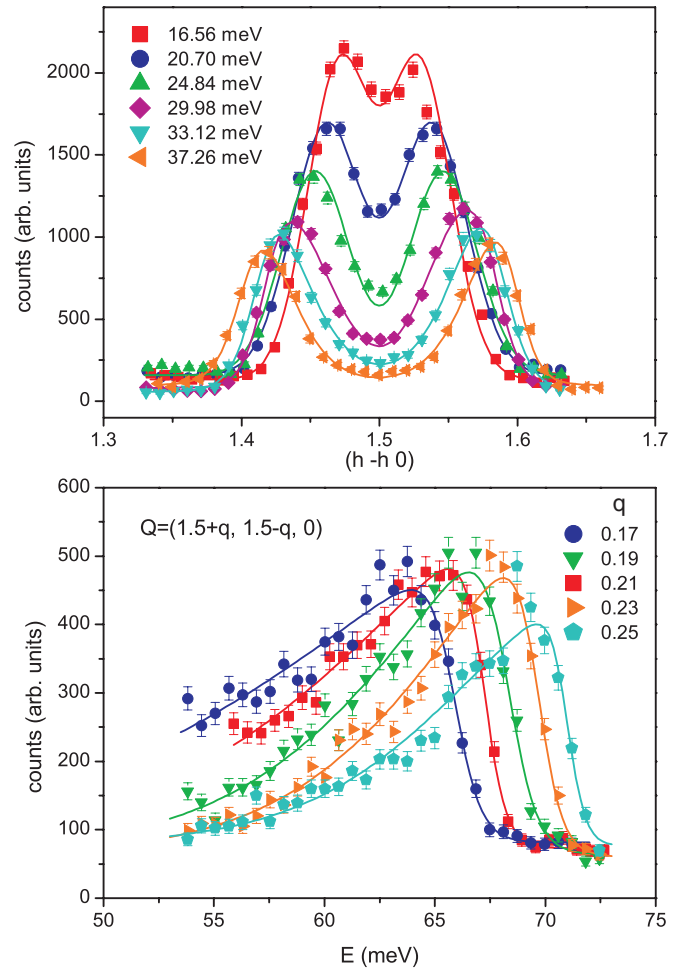 16.56 meV
20.70 meV
24.84 meV
29.98 meV
33.12 meV
37.26 meV
counts (arb. units)
2000
1500
1000
500
0
1.3 1.4 1.5 1.6 1.7
(h -h 0)
Q=(1.5+q, 1.5-q, 0)
q
0.17
0.19
0.21
0.23
0.25
counts (arb. units)
600
500
400
300
200
100
0
50 55 60 65 70 75
E (meV)